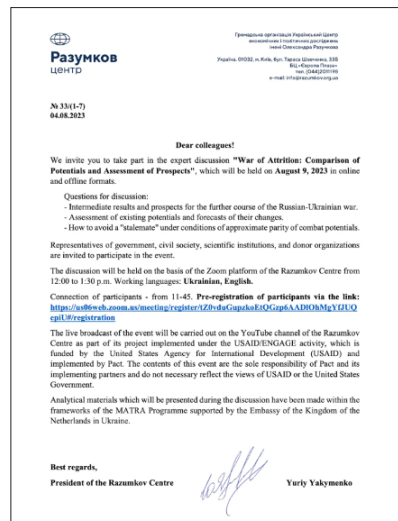 Разумков
центр
Громадська організація Український Центр
економічних і політичних досліджень
імені Олександра Разумкова
Україна, 01032, м. Київ, бул. Тараса Шевченка, 33Б
БЦ «Європа Плаза»
тел. (044)2011195
e-mail: info@razumkov.org.ua
№ 33/(1-7)
04.08.2023
Dear colleagues!
We invite you to take part in the expert discussion "War of Attrition: Comparison of
Potentials and Assessment of Prospects", which will be held on August 9, 2023 in online
and offline formats.
Questions for discussion:
- Intermediate results and prospects for the further course of the Russian-Ukrainian war.
- Assessment of existing potentials and forecasts of their changes.
- How to avoid a "stalemate" under conditions of approximate parity of combat potentials.
Representatives of government, civil society, scientific institutions, and donor organizations
are invited to participate in the event.
The discussion will be held on the basis of the Zoom platform of the Razumkov Centre from
12:00 to 1:30 p.m. Working languages: Ukrainian, English.
Connection of participants - from 11-45. Pre-registration of participants via the link:
The live broadcast of the event will be carried out on the YouTube channel of the Razumkov
Centre as part of its project implemented under the USAID/ENGAGE activity, which is
funded by the United States Agency for International Development (USAID) and
implemented by Pact. The contents of this event are the sole responsibility of Pact and its
implementing partners and do not necessary reflect the views of USAID or the United States
Government.
Analytical materials which will be presented during the discussion have been made within the
frameworks of the MATRA Programme supported by the Embassy of the Kingdom of the
Netherlands in Ukraine.
Best regards,
President of the Razumkov Centre
Yuriy Yakymenko